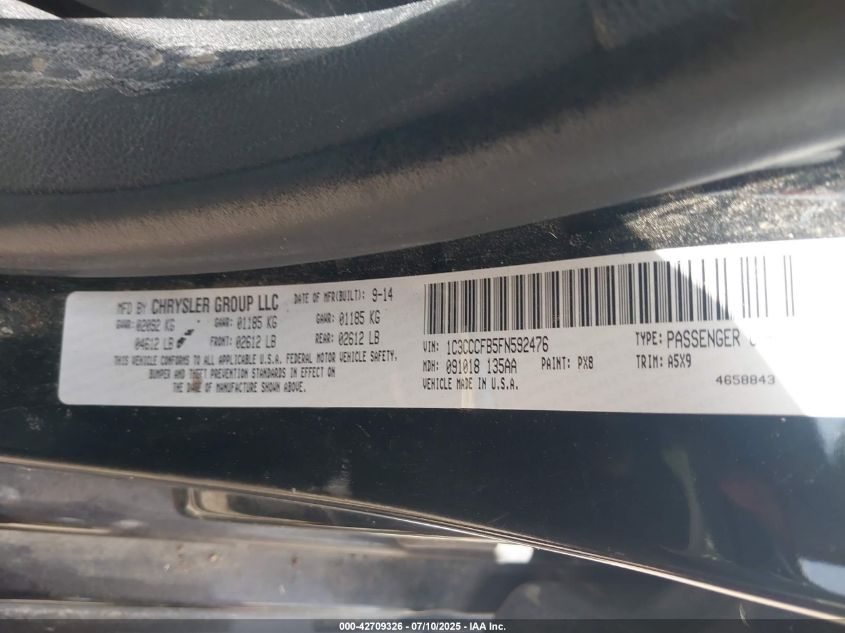 MFD BY CHRYSLER GROUP LLC DATE OF MFR(BUILT): 9-14
GVWR: 02092 KG GAWR: 01185 KG GAWR: 01185 KG
04612 LB FRONT: 02612 LB REAR: 02612 LB
THIS VEHICLE CONFORMS TO ALL APPLICABLE U.S.A. FEDERAL MOTOR VEHICLE SAFETY,
BUMPER AND THEFT PREVENTION STANDARDS IN EFFECT ON
THE DATE OF MANUFACTURE SHOWN ABOVE.
VIN: 1C3CCCFB5FN592476 TYPE: PASSENGER
MDH: 091018 135AA PAINT: PX8 TRIM: A5X9
VEHICLE MADE IN U.S.A.
4658843
000-42709326 - 07/10/2025 - IAA Inc.